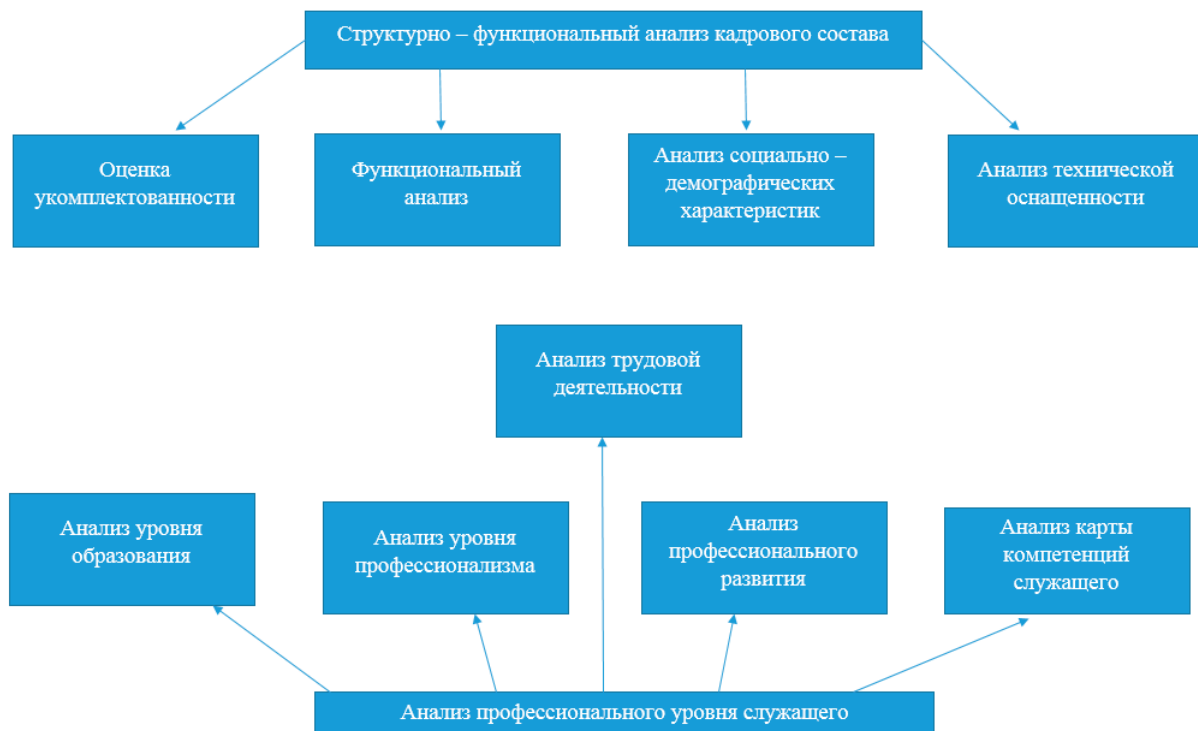 Структурно – функциональный анализ кадрового состава
Оценка
укомплектованности
Функциональный
анализ
Анализ социально –
демографических
характеристик
Анализ технической
оснащенности
Анализ трудовой
деятельности
Анализ уровня
образования
Анализ уровня
профессионализма
Анализ
профессионального
развития
Анализ карты
компетенций
служащего
Анализ профессионального уровня служащего